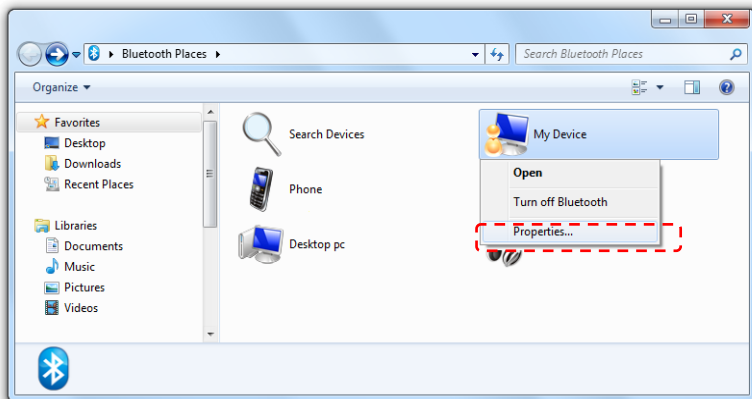 Bluetooth Places
Search Bluetooth Places
Organize
Favorites
Desktop
Downloads
Recent Places
Libraries
Documents
Music
Pictures
Videos
Search Devices
My Device
Phone
Desktop pc
Open
Turn off Bluetooth
Properties...